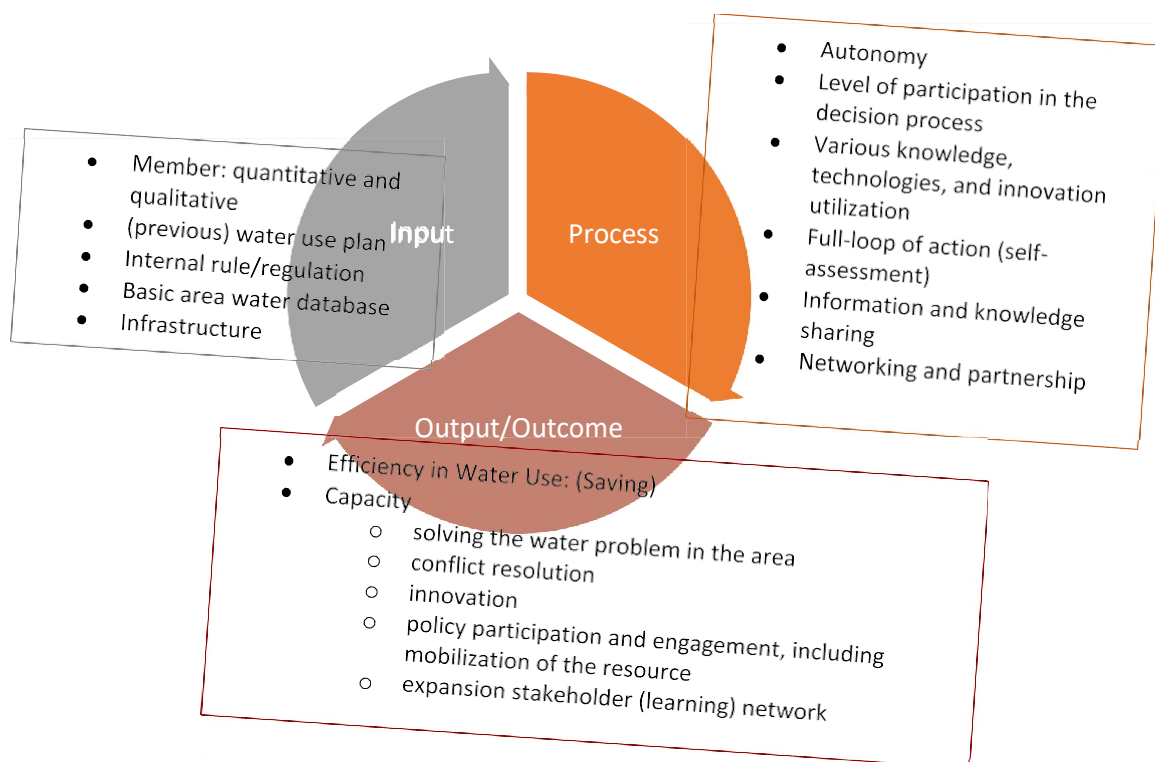 Input
• Member: quantitative and
qualitative
• (previous) water use plan
• Internal rule/regulation
• Basic area water database
• Infrastructure
Process
• Autonomy
• Level of participation in the
decision process
• Various knowledge,
technologies, and innovation
utilization
• Full-loop of action (self-
assessment)
• Information and knowledge
sharing
• Networking and partnership
Output/Outcome
• Efficiency in Water Use: (Saving)
• Capacity
○ solving the water problem in the area
○ conflict resolution
○ innovation
○ policy participation and engagement, including
mobilization of the resource
○ expansion stakeholder (learning) network